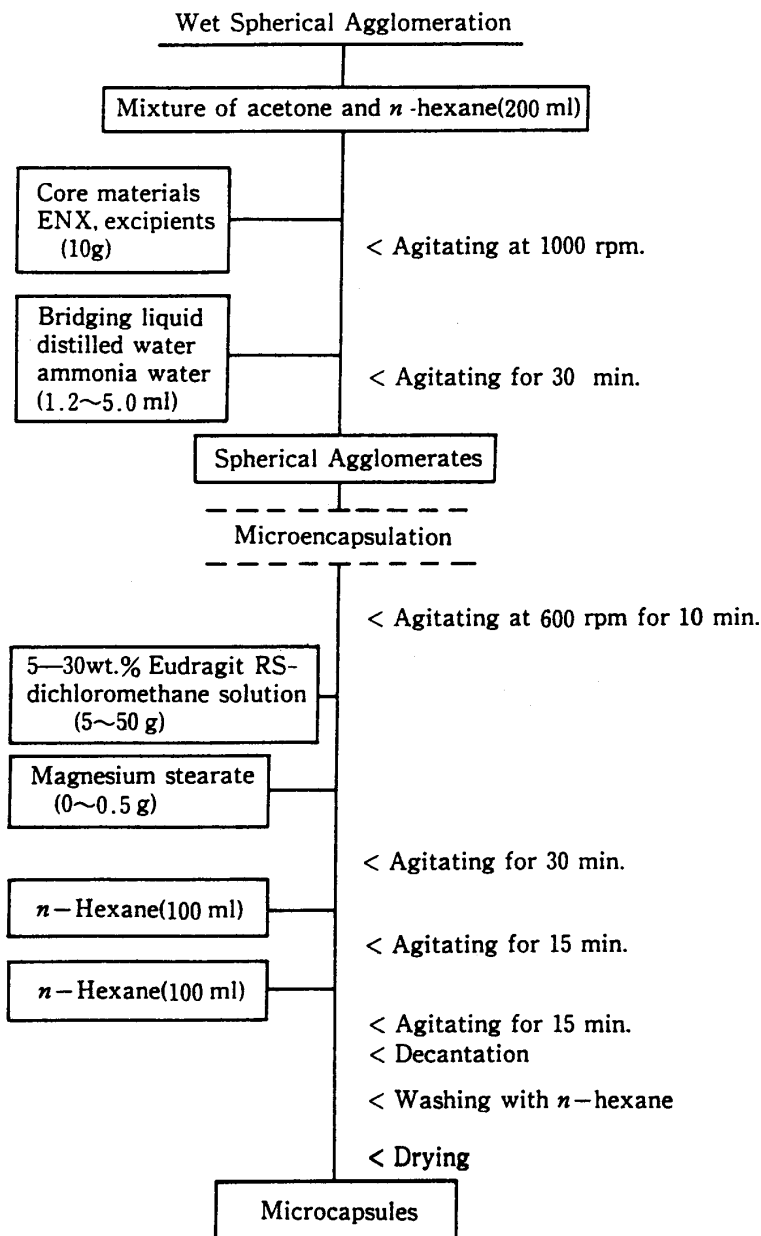 Wet Spherical Agglomeration
Mixture of acetone and n-hexane(200 ml)
Core materials
ENX, excipients
(10g)
< Agitating at 1000 rpm.
Bridging liquid
distilled water
ammonia water
(1.2~5.0 ml)
< Agitating for 30 min.
Spherical Agglomerates
Microencapsulation
< Agitating at 600 rpm for 10 min.
5—30wt.% Eudragit RS-
dichloromethane solution
(5~50 g)
Magnesium stearate
(0~0.5 g)
< Agitating for 30 min.
n-Hexane(100 ml)
< Agitating for 15 min.
n-Hexane(100 ml)
< Agitating for 15 min.
< Decantation
< Washing with n-hexane
< Drying
Microcapsules